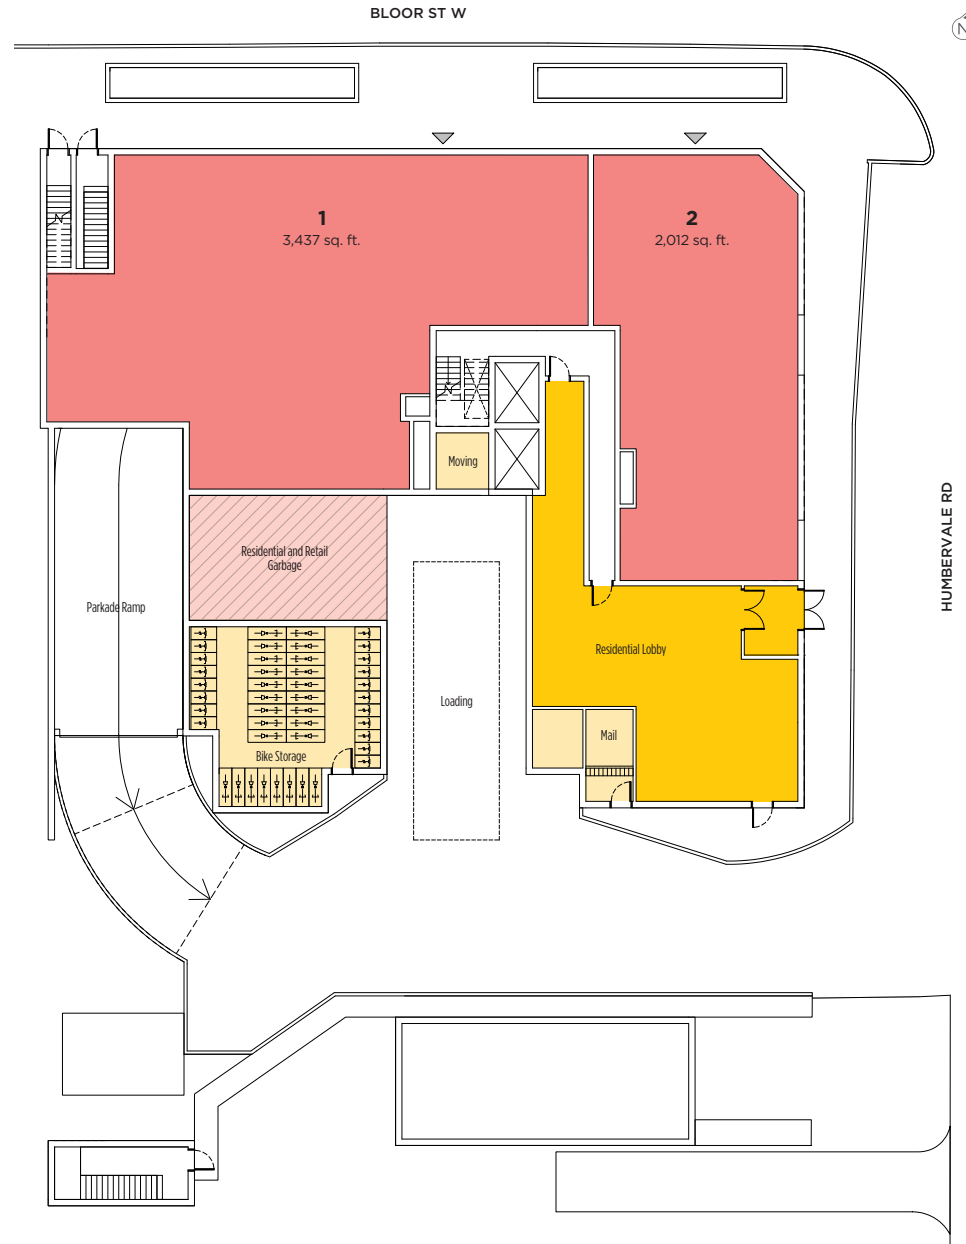 BLOOR ST W
N
1
3,437 sq. ft.
2
2,012 sq. ft.
Moving
HUMBERVALE RD
Residential and Retail
Garbage
Parkade Ramp
Residential Lobby
Loading
Mail
Bike Storage